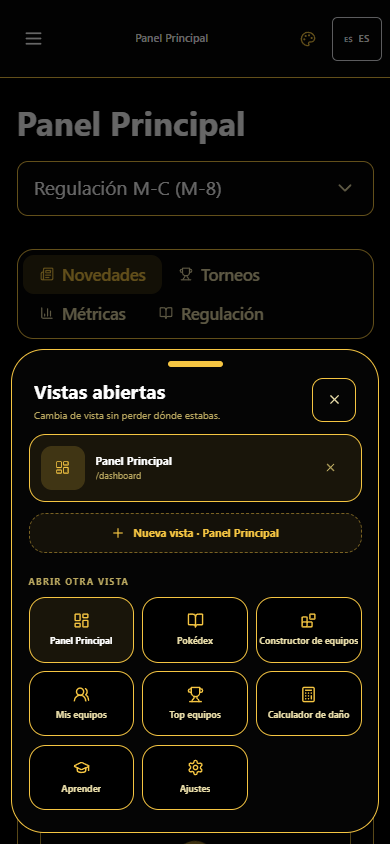 Panel Principal
ES ES
Panel Principal
Regulación M-C (M-8)
Novedades
Torneos
Métricas
Regulación
Vistas abiertas
Cambia de vista sin perder dónde estabas.
Panel Principal
/dashboard
Nueva vista · Panel Principal
ABRIR OTRA VISTA
Panel Principal
Pokédex
Constructor de equipos
Mis equipos
Top equipos
Calculador de daño
Aprender
Ajustes